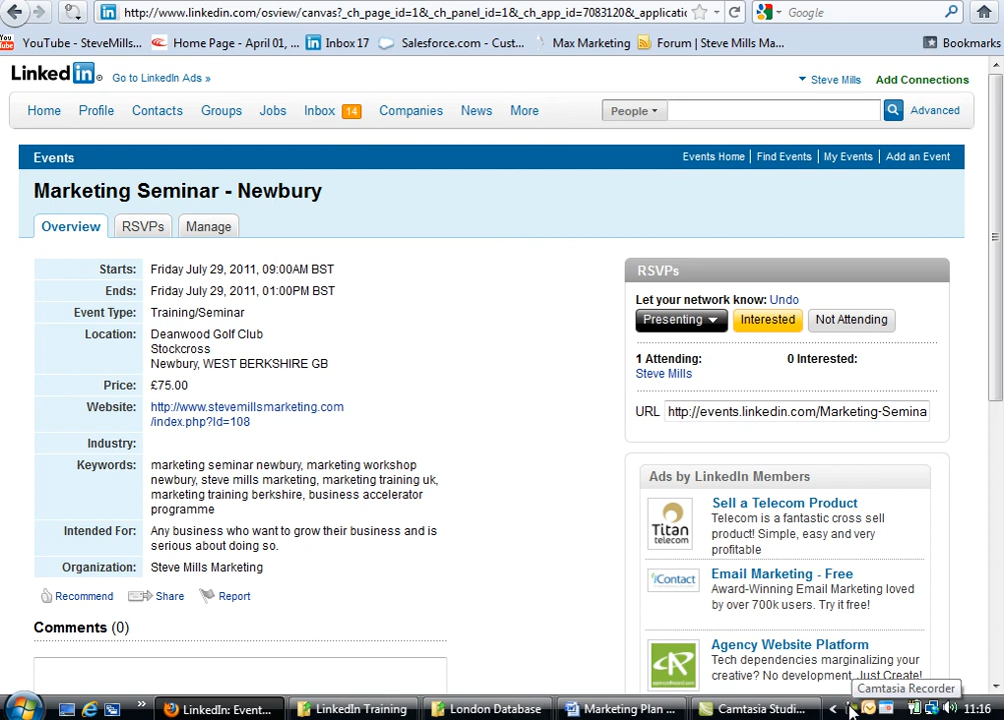 http://www.linkedin.com/osview/canvas?_ch_page_id=1&_ch_panel_id=1&_ch_app_id=7083120&_applicatic
Google
YouTube - SteveMills...
Home Page - April 01, ...
Inbox 17
Salesforce.com - Cust...
Max Marketing
Forum | Steve Mills Ma...
Bookmarks
Linked in
Go to LinkedIn Ads »
Steve Mills
Add Connections
Home
Profile
Contacts
Groups
Jobs
Inbox 14
Companies
News
More
People
Advanced
Events
Events Home | Find Events | My Events | Add an Event
Marketing Seminar - Newbury
Overview
RSVPs
Manage
Starts: Friday July 29, 2011, 09:00AM BST
Ends: Friday July 29, 2011, 01:00PM BST
Event Type: Training/Seminar
Location: Deanwood Golf Club
Stockcross
Newbury, WEST BERKSHIRE GB
Price: £75.00
Website: http://www.stevemillsmarketing.com
/index.php?Id=108
Industry:
Keywords: marketing seminar newbury, marketing workshop
newbury, steve mills marketing, marketing training uk,
marketing training berkshire, business accelerator
programme
Intended For: Any business who want to grow their business and is
serious about doing so.
Organization: Steve Mills Marketing
Recommend
Share
Report
Comments (0)
RSVPs
Let your network know: Undo
Presenting
Interested
Not Attending
1 Attending:
0 Interested:
Steve Mills
URL http://events.linkedin.com/Marketing-Semina
Ads by LinkedIn Members
Titan
telecom
Sell a Telecom Product
Telecom is a fantastic cross sell
product! Simple, easy and very
profitable
iContact
Email Marketing - Free
Award-Winning Email Marketing loved
by over 700k users. Try it free!
Agency Website Platform
Tech dependencies marginalizing your
creative? No development. Just Create!
Camtasia Recorder
LinkedIn: Event...
LinkedIn Training
London Database
Marketing Plan ...
Camtasia Studi...
11:16